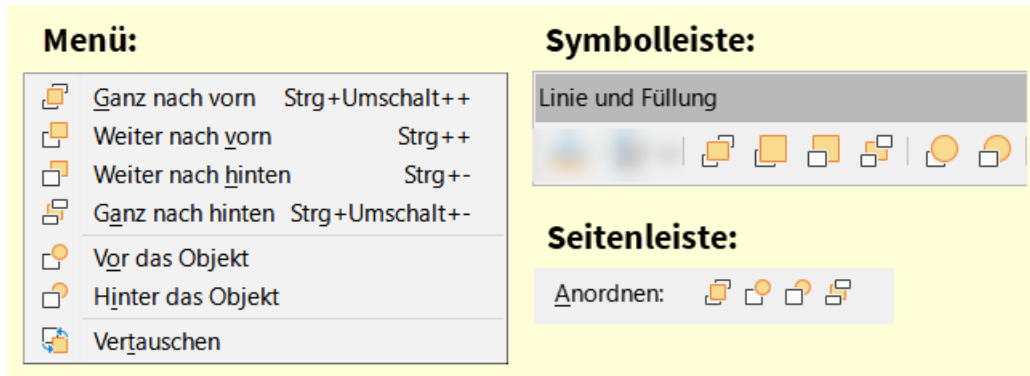 Menü:
Ganz nach vorn Strg+Umschalt++
Weiter nach vorn Strg++
Weiter nach hinten Strg+-
Ganz nach hinten Strg+Umschalt+-
Vor das Objekt
Hinter das Objekt
Vertauschen
Symbolleiste:
Linie und Füllung
Seitenleiste:
Anordnen: